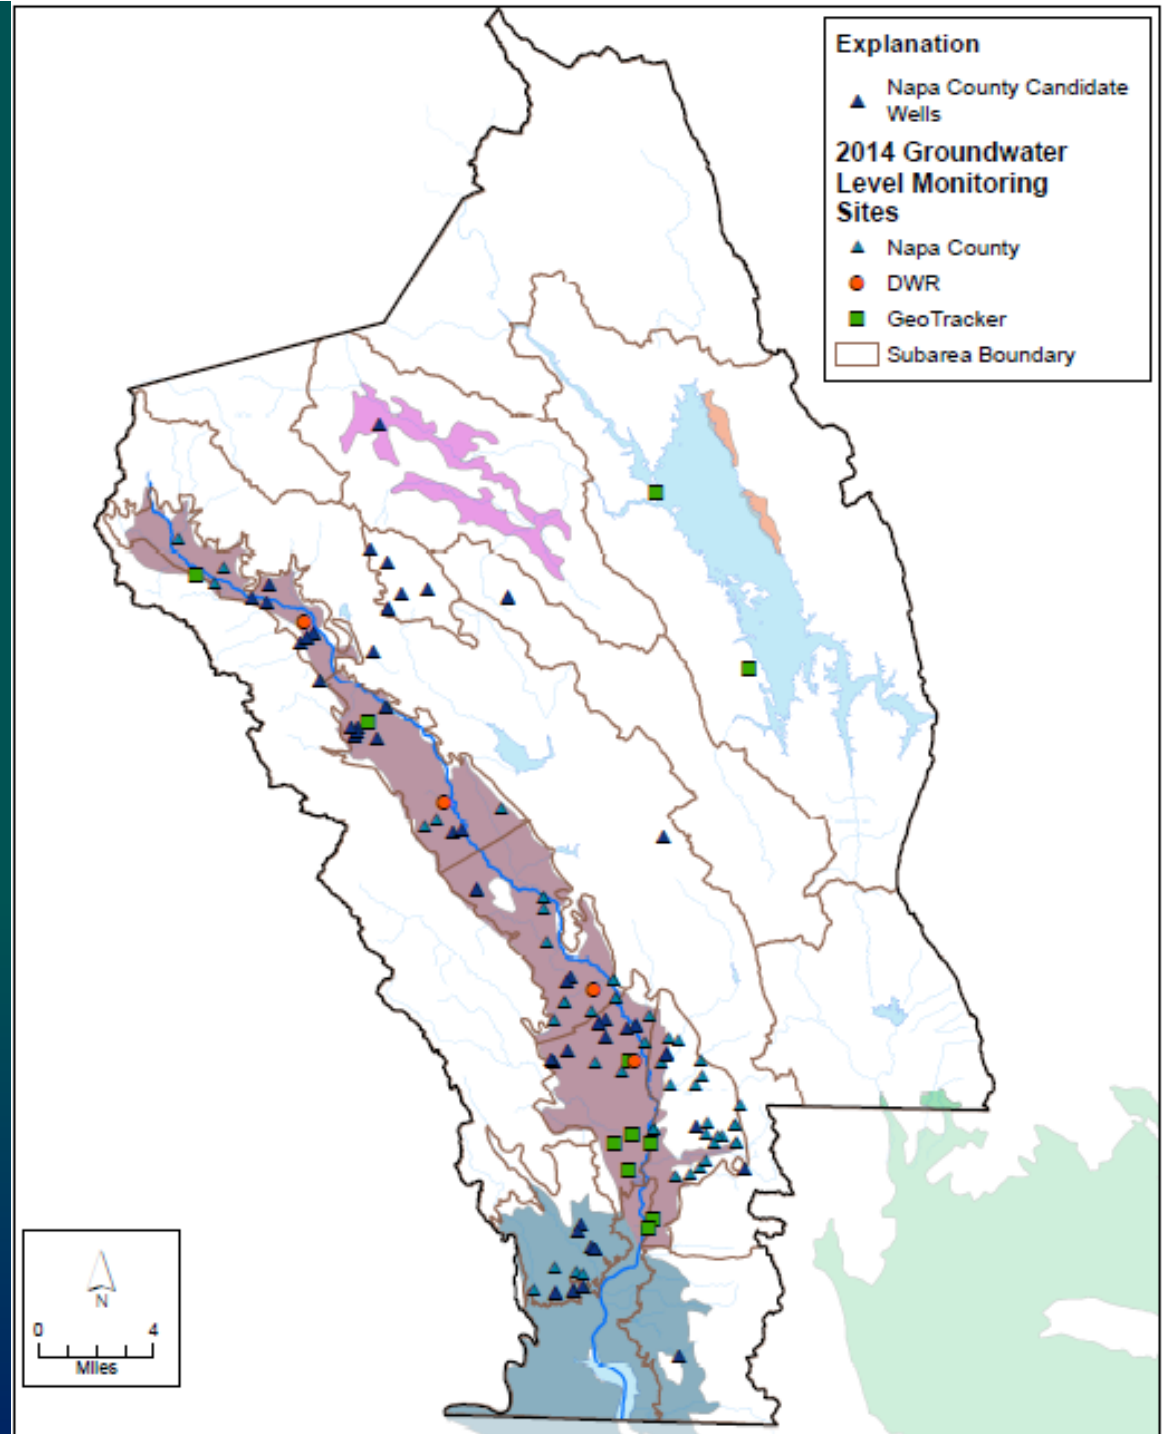 Explanation
Napa County Candidate
Wells
2014 Groundwater
Level Monitoring
Sites
Napa County
DWR
GeoTracker
Subarea Boundary
N
0 4
Miles